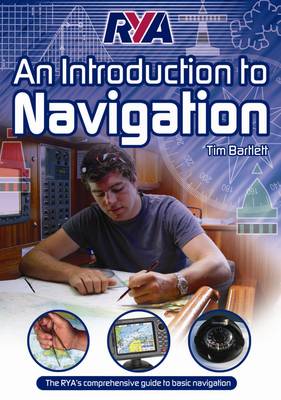 RYA
An Introduction to
Navigation
Tim Bartlett
The RYA's comprehensive guide to basic navigation